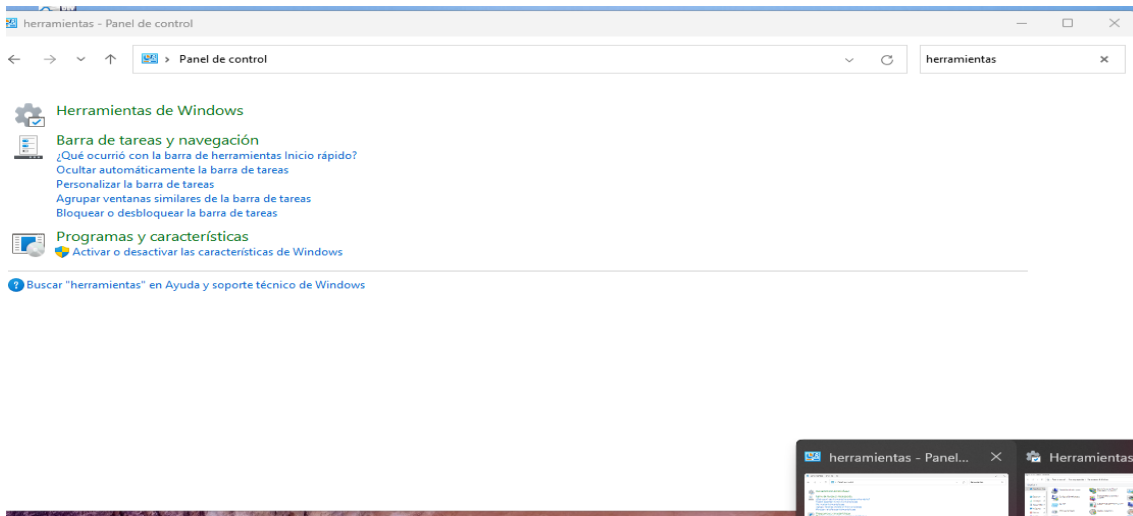 herramientas - Panel de control
Panel de control
herramientas
Herramientas de Windows
Barra de tareas y navegación
¿Qué ocurrió con la barra de herramientas Inicio rápido?
Ocultar automáticamente la barra de tareas
Personalizar la barra de tareas
Agrupar ventanas similares de la barra de tareas
Bloquear o desbloquear la barra de tareas
Programas y características
Activar o desactivar las características de Windows
Buscar "herramientas" en Ayuda y soporte técnico de Windows
herramientas - Panel...
Herramientas